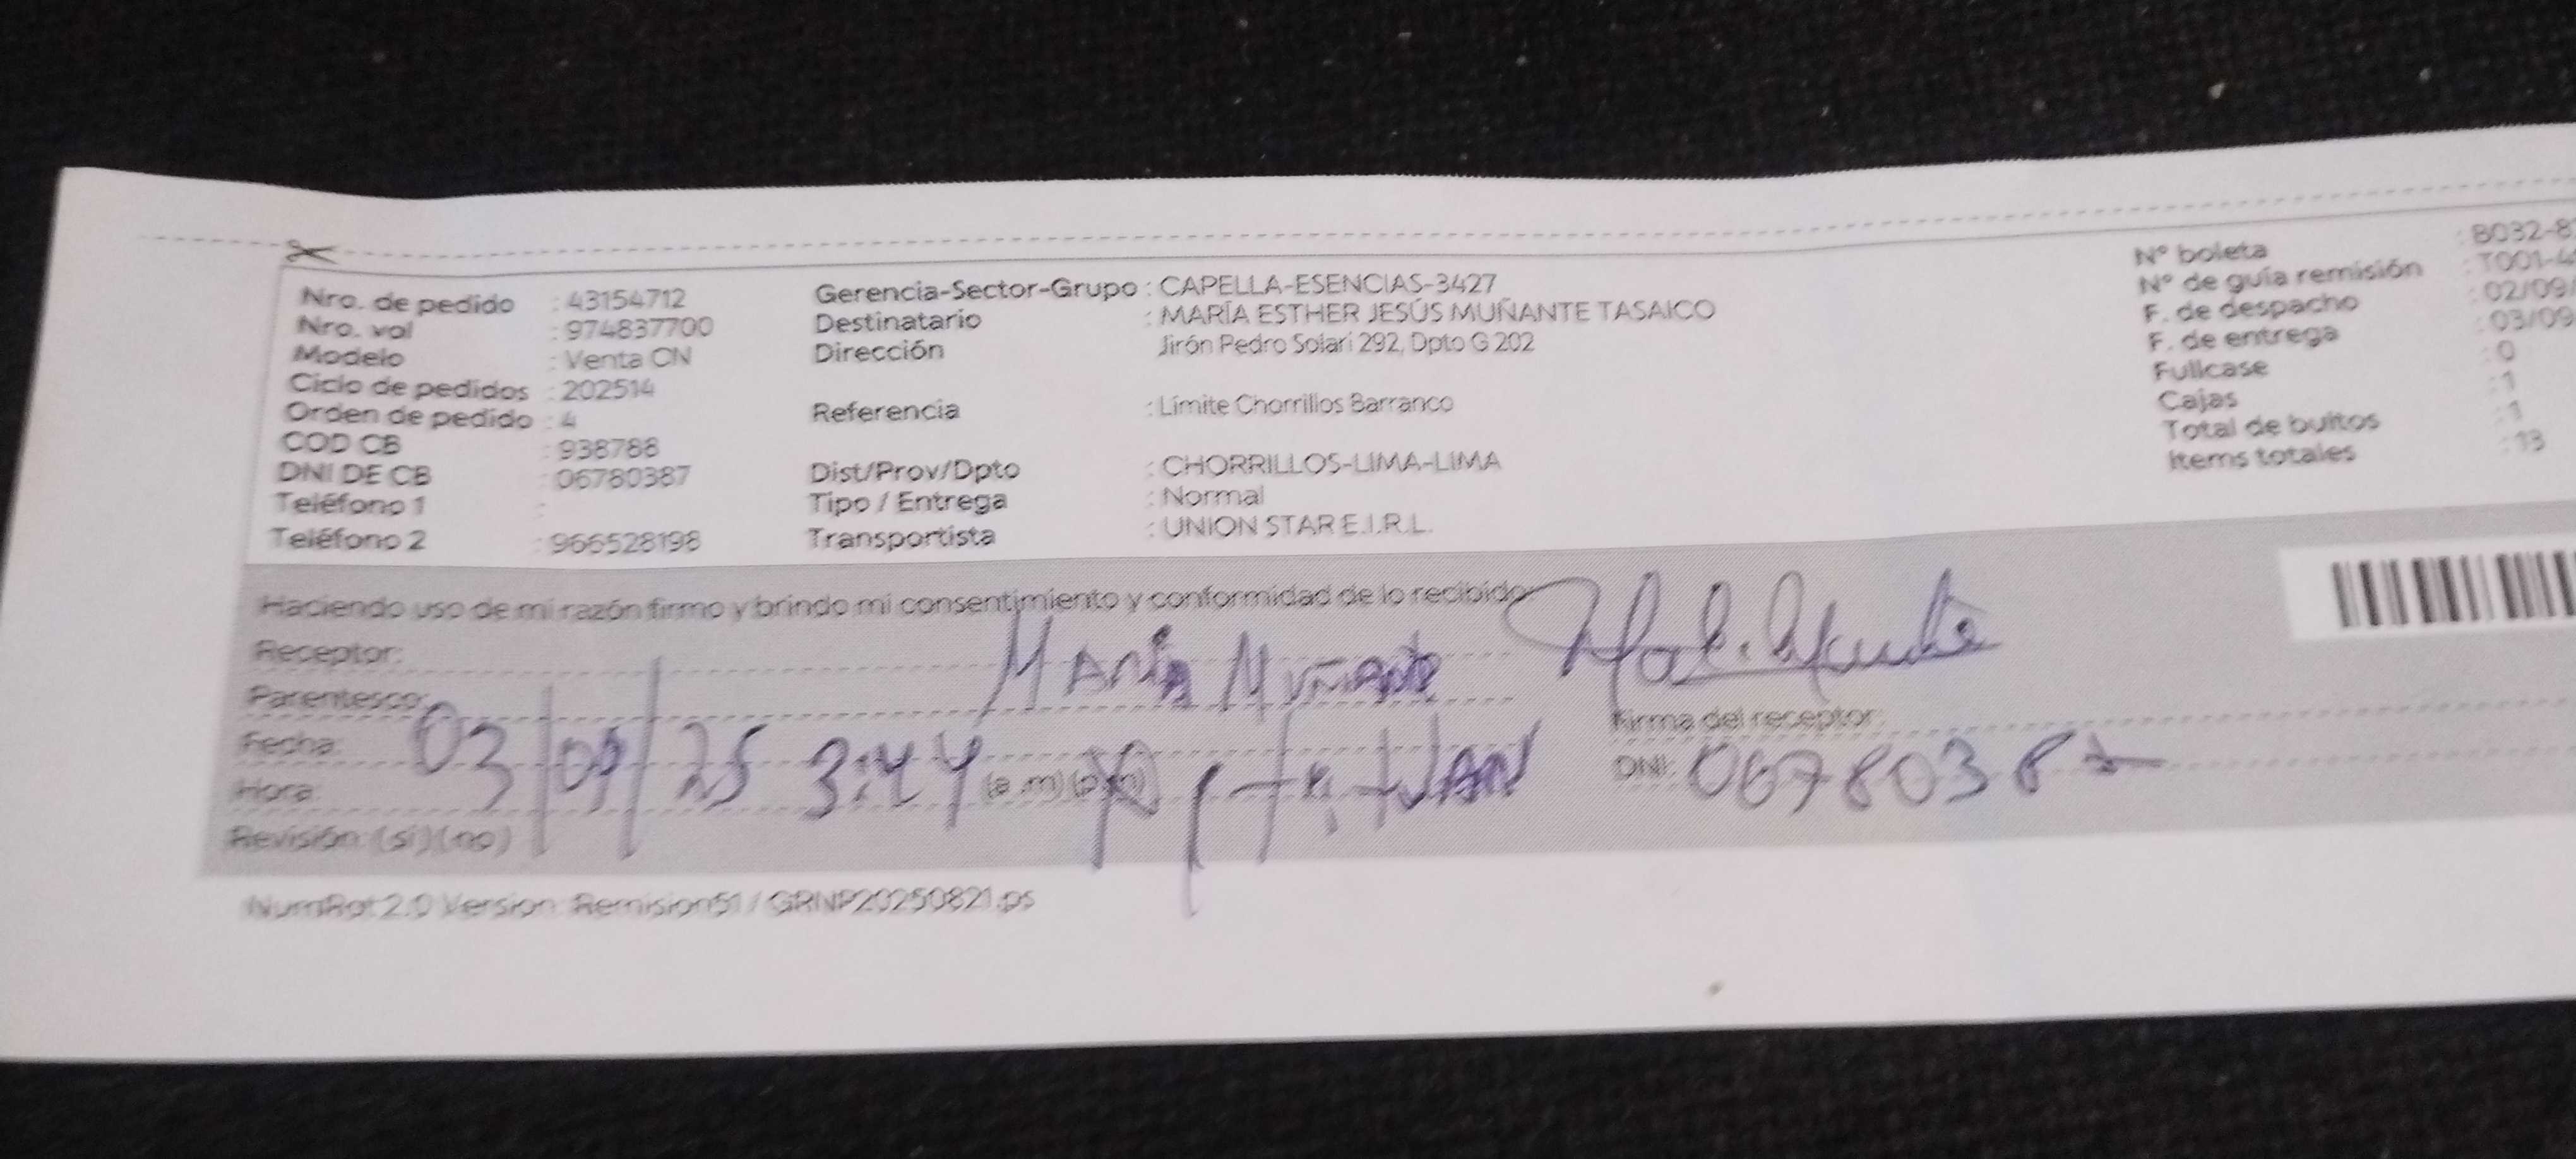 Nro. de pedido : 43154712
Nro. val : 974837700
Modelo : Venta CN
Ciclo de pedidos : 202514
Orden de pedido : 4
COD CB : 938788
DNI DE CB : 06780387
Teléfono 1 :
Teléfono 2 : 966528198
Gerencia-Sector-Grupo : CAPELLA-ESENCIAS-3427
Destinatario : MARÍA ESTHER JESÚS MUÑANTE TASAICO
Dirección Jirón Pedro Solari 292, Dpto G 202
Referencia : Límite Chorrillos Barranco
Dist/Prov/Dpto : CHORRILLOS-LIMA-LIMA
Tipo / Entrega : Normal
Transportista : UNION STAR E.I.R.L.
N° boleta : B032-8
N° de guía remisión : T001-4
F. de despacho : 02/09/
F. de entrega : 03/09
Fullcase : 0
Cajas : 1
Total de bultos : 1
Items totales : 13
Haciendo uso de mi razón firmo y brindo mi consentimiento y conformidad de lo recibido:
Receptor: María Muñante
Parentesco:
Fecha: 03/09/25 3:44
Hora: (a.m)(p.m)
Revisión: (si)(no)
Firma del receptor:
DNI: 06780387
NumRot 2.0 Version: Remision51 / GRNP20250821.ps